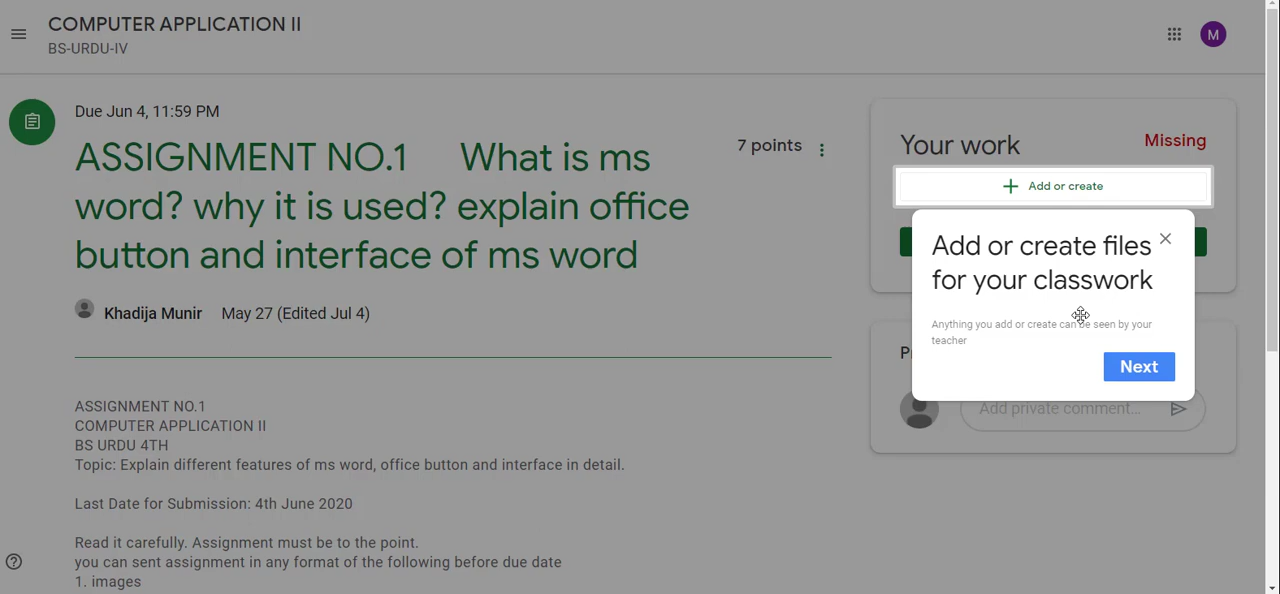 COMPUTER APPLICATION II
BS-URDU-IV
M
Due Jun 4, 11:59 PM
ASSIGNMENT NO.1 What is ms
word? why it is used? explain office
button and interface of ms word
7 points
Khadija Munir May 27 (Edited Jul 4)
ASSIGNMENT NO.1
COMPUTER APPLICATION II
BS URDU 4TH
Topic: Explain different features of ms word, office button and interface in detail.
Last Date for Submission: 4th June 2020
Read it carefully. Assignment must be to the point.
you can sent assignment in any format of the following before due date
1. images
Your work
Missing
+ Add or create
Add or create files
for your classwork
Anything you add or create can be seen by your
teacher
Next
Add private comment...